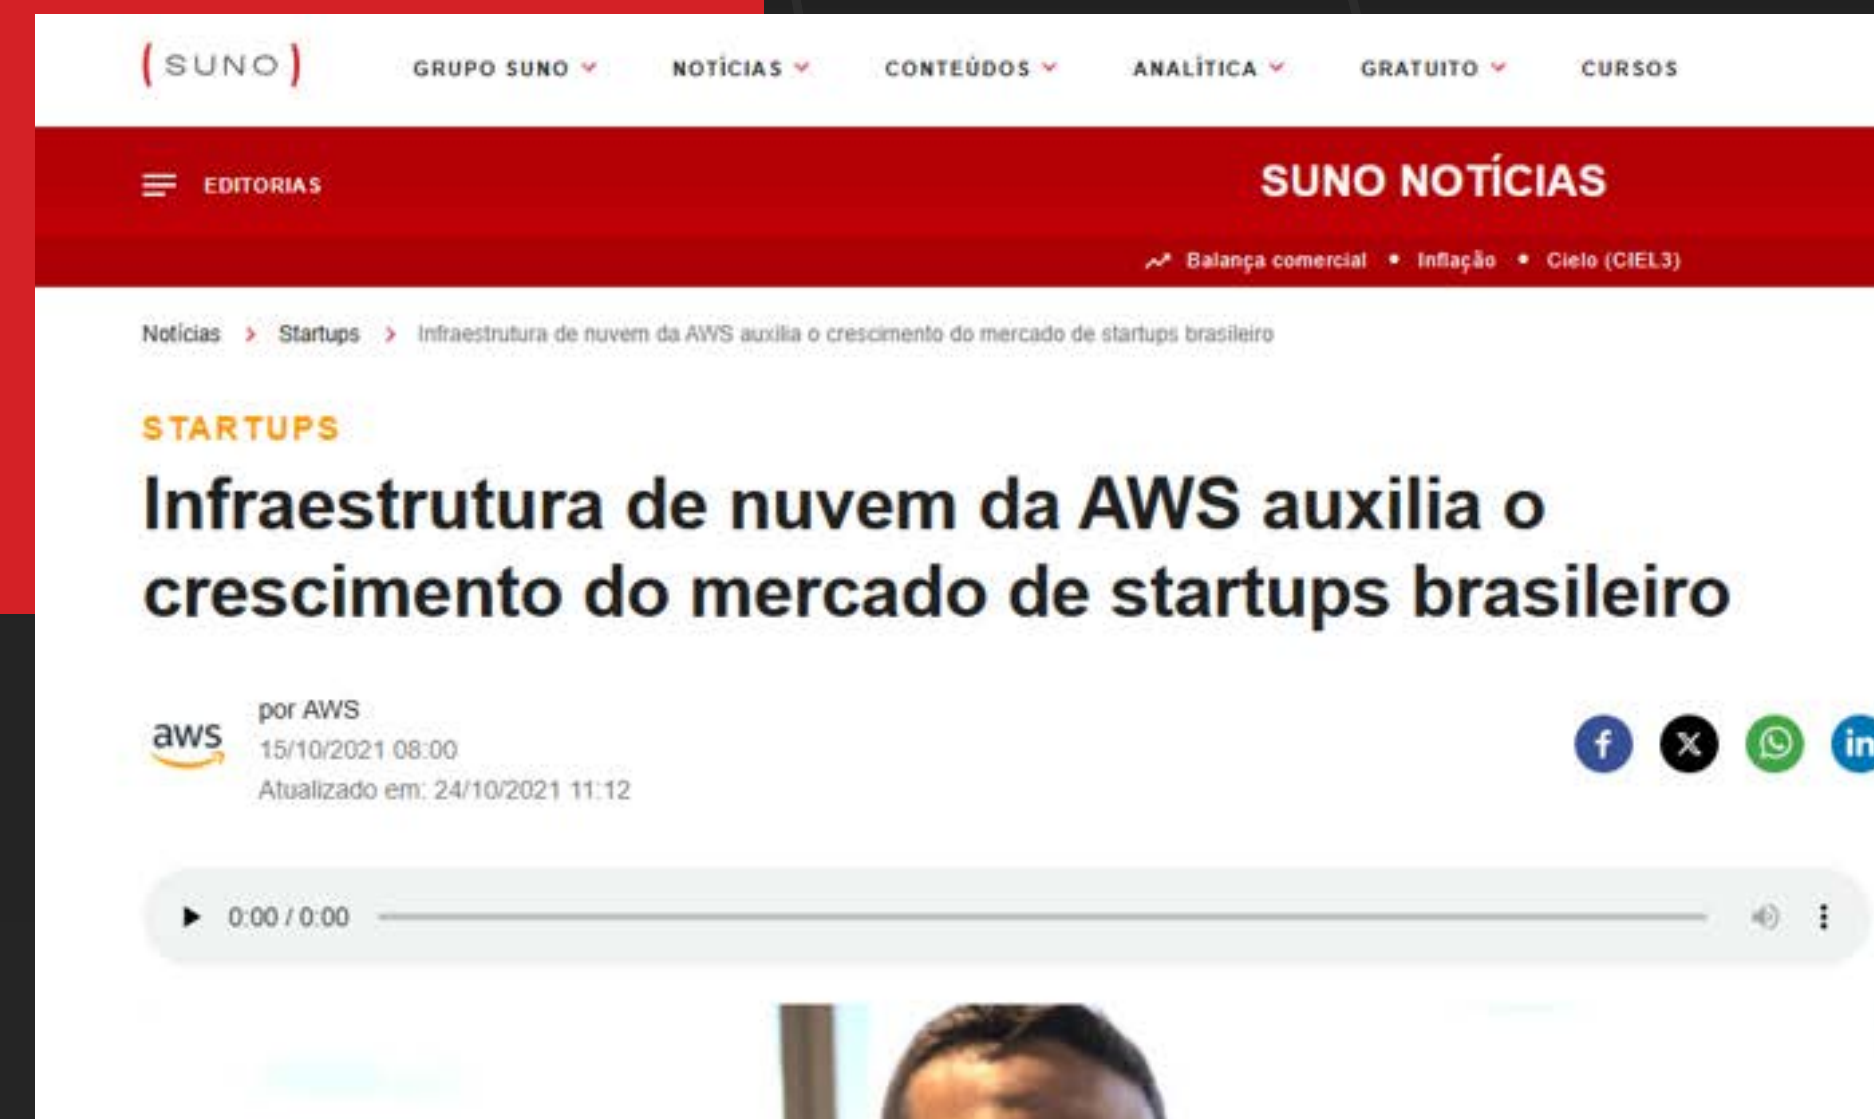 (SUNO) GRUPO SUNO NOTÍCIAS CONTEÚDOS ANALÍTICA GRATUITO CURSOS
EDITORIAS SUNO NOTÍCIAS
Balança comercial • Inflação • Cielo (CIEL3)
Notícias > Startups > Infraestrutura de nuvem da AWS auxilia o crescimento do mercado de startups brasileiro
STARTUPS
Infraestrutura de nuvem da AWS auxilia o
crescimento do mercado de startups brasileiro
por AWS
aws
15/10/2021 08:00
Atualizado em: 24/10/2021 11:12
f X in
0:00 / 0:00